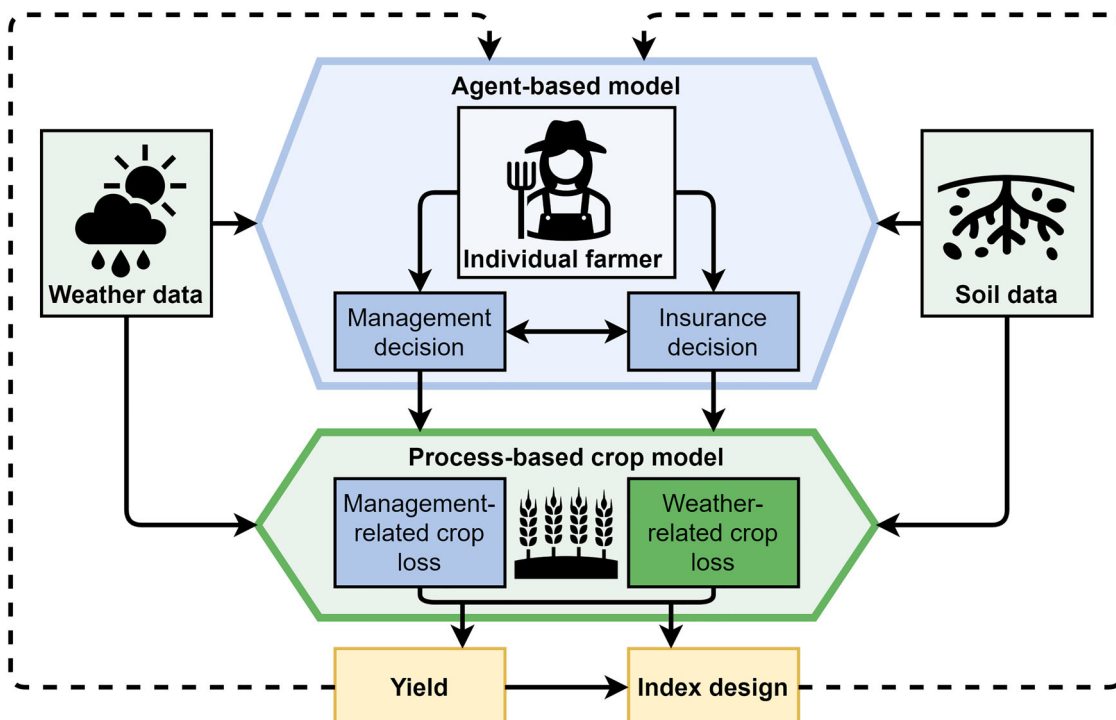 Agent-based model
Individual farmer
Weather data
Soil data
Management
decision
Insurance
decision
Process-based crop model
Management-
related crop
loss
Weather-
related crop
loss
Yield
Index design